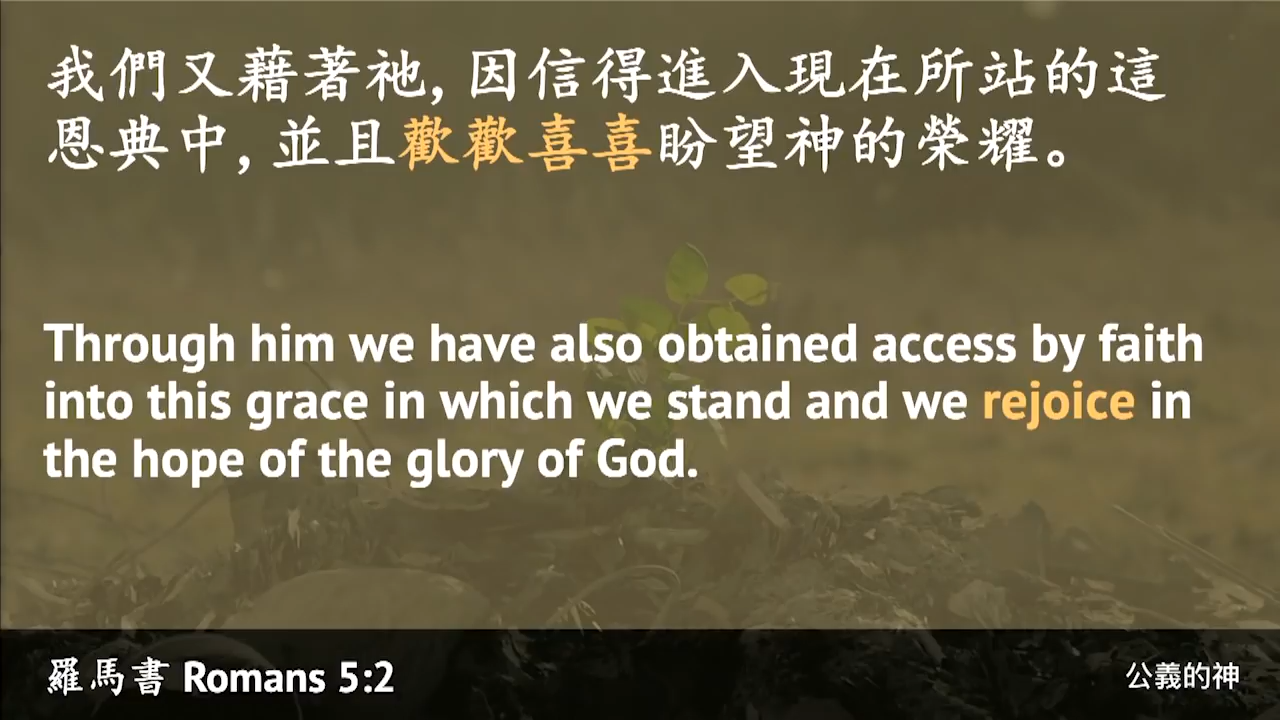 我們又藉著祂, 因信得進入現在所站的這
恩典中, 並且歡歡喜喜盼望神的榮耀。
Through him we have also obtained access by faith
into this grace in which we stand and we rejoice in
the hope of the glory of God.
羅馬書 Romans 5:2
公義的神